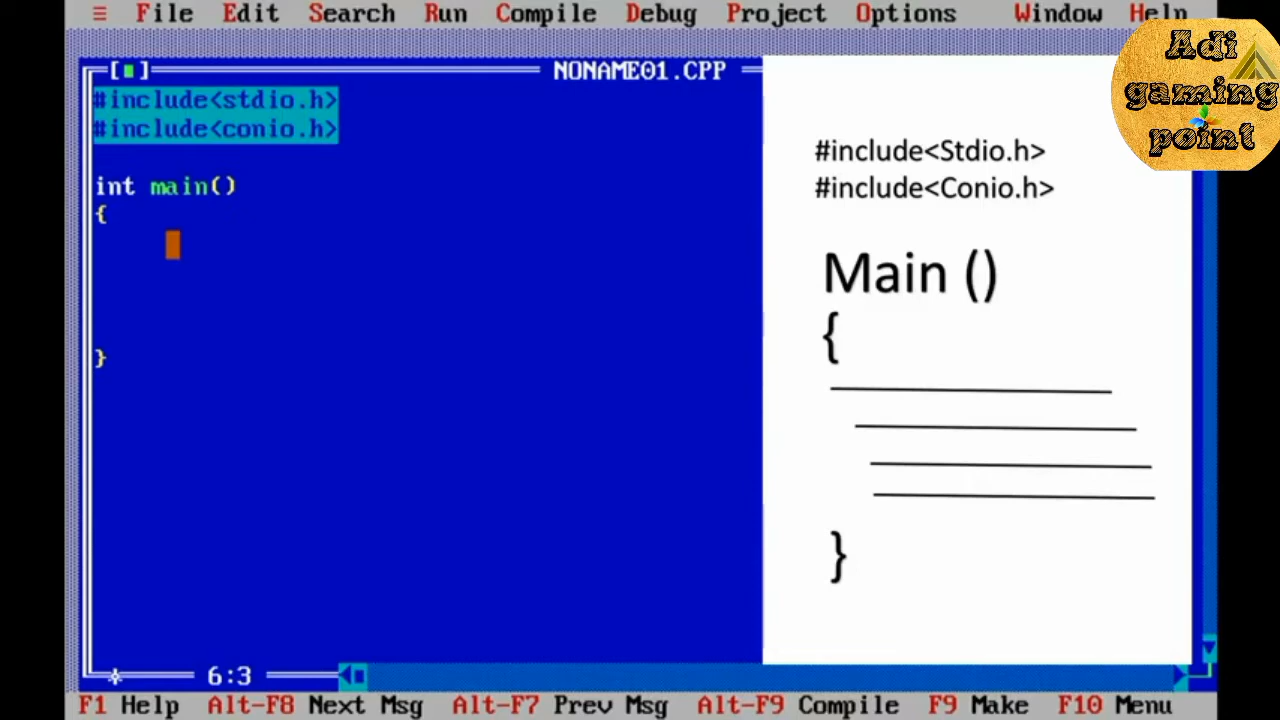 ≡ File Edit Search Run Compile Debug Project Options Window Help
[■] NONAME01.CPP
#include<stdio.h>
#include<conio.h>
int main()
{
}
6:3
F1 Help Alt-F8 Next Msg Alt-F7 Prev Msg Alt-F9 Compile F9 Make F10 Menu
#include<Stdio.h>
#include<Conio.h>
Main ()
{
}
Adi
gaming
point